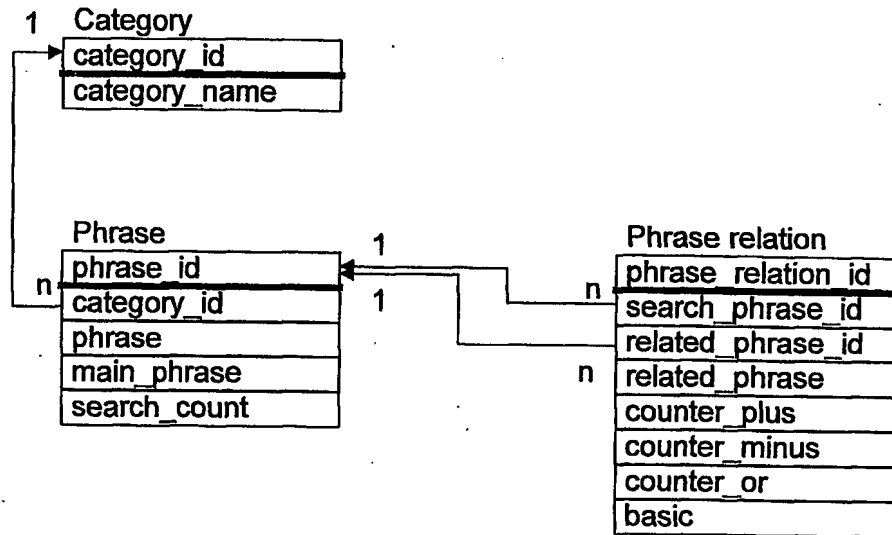 1
Category
category_id
category_name
Phrase
phrase_id
n
category_id
phrase
main_phrase
search_count
1
1
Phrase relation
phrase_relation_id
n
search_phrase_id
related_phrase_id
n
related_phrase
counter_plus
counter_minus
counter_or
basic